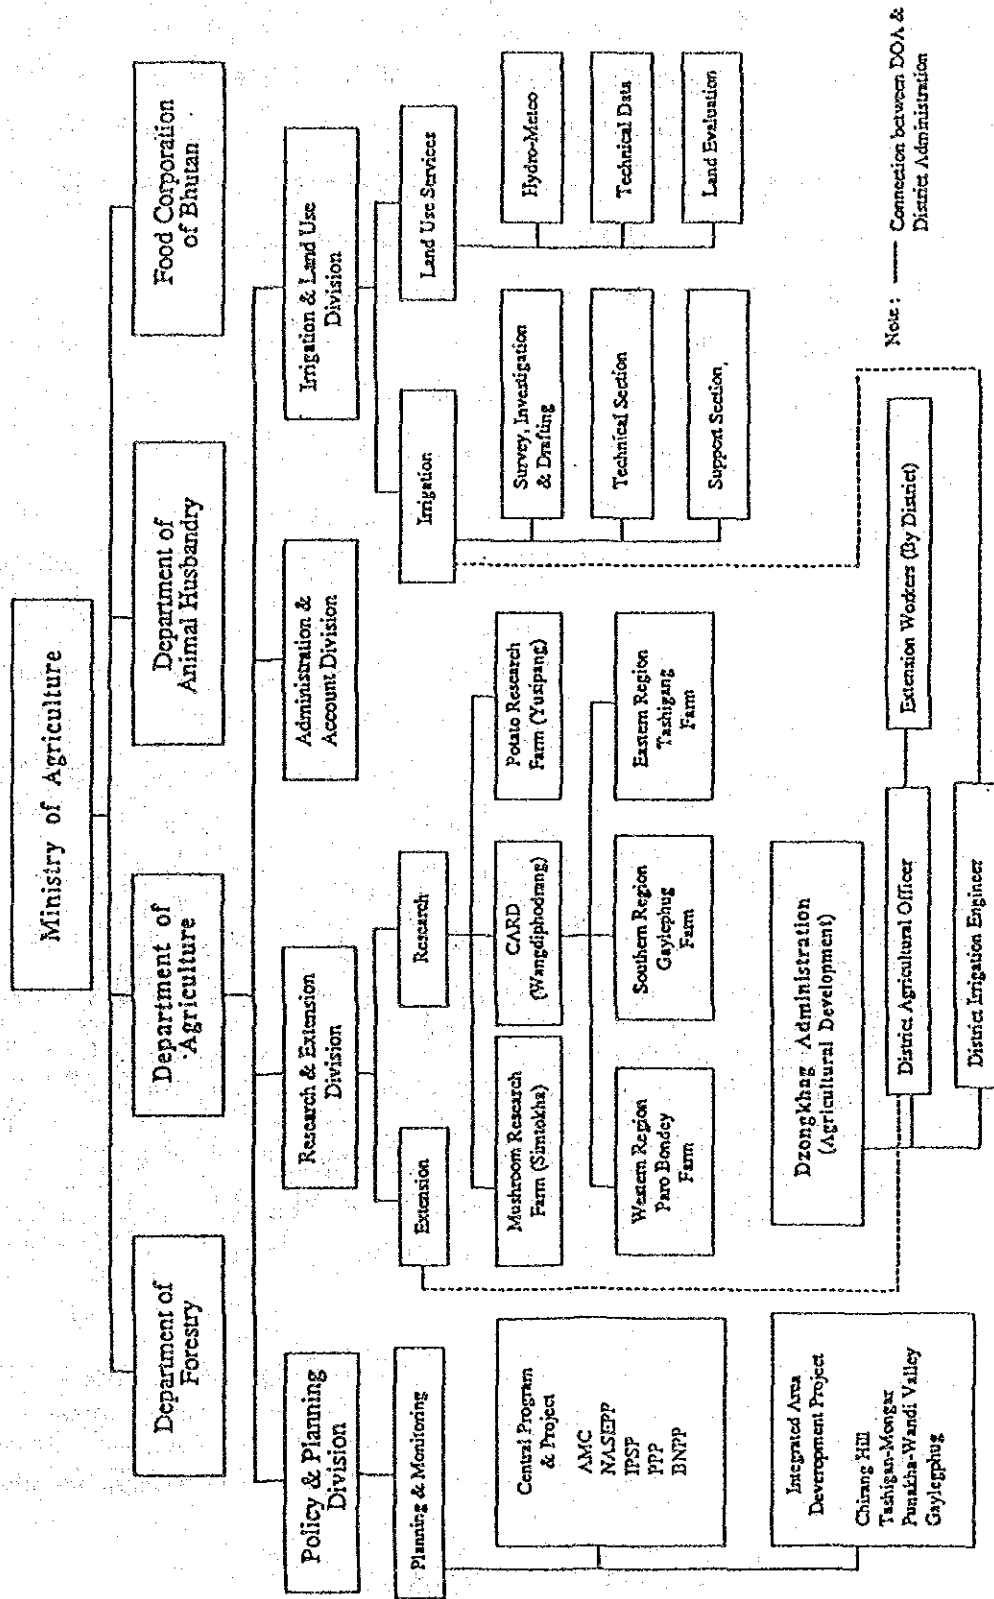 Ministry of Agriculture
Department of
Forestry
Department of
Agriculture
Department of
Animal Husbandry
Food Corporation
of Bhutan
Policy & Planning
Division
Research & Extension
Division
Administration &
Account Division
Irrigation & Land Use
Division
Planning & Monitoring
Extension
Research
Irrigation
Land Use Services
Central Program
& Project
AMC
NASEPP
IPSP
PPP
BNPP
Mushroom Research
Farm (Simtokha)
CARD
(Wangdiphodrang)
Potato Research
Farm (Yusipang)
Survey, Investigation
& Drafting
Technical Section
Support Section
Hydro-Meteo
Technical Data
Land Evaluation
Western Region
Paro Bondey
Farm
Southern Region
Gaylephug
Farm
Eastern Region
Tashigang
Farm
Integrated Area
Deveropment Project
Chirang Hill
Tashigan-Mongar
Punakha-Wandi Valley
Gaylegphug
Dzongkhag Administration
(Agricultural Development)
District Agricultural Officer
Extension Workers (By District)
District Irrigation Engineer
Note : —— Connection between DOA &
District Administration